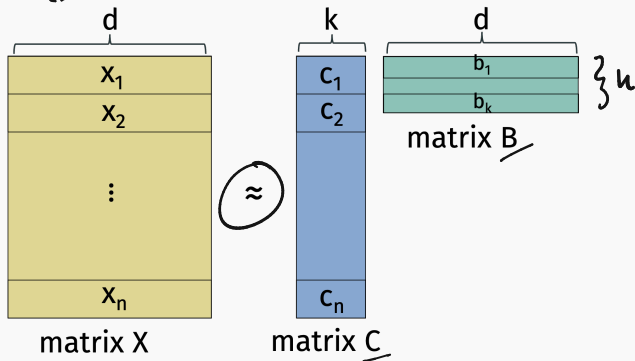 d
k
d
x₁
x₂
⋮
xₙ
≈
c₁
c₂
cₙ
b₁
bₖ
matrix B
matrix X
matrix C